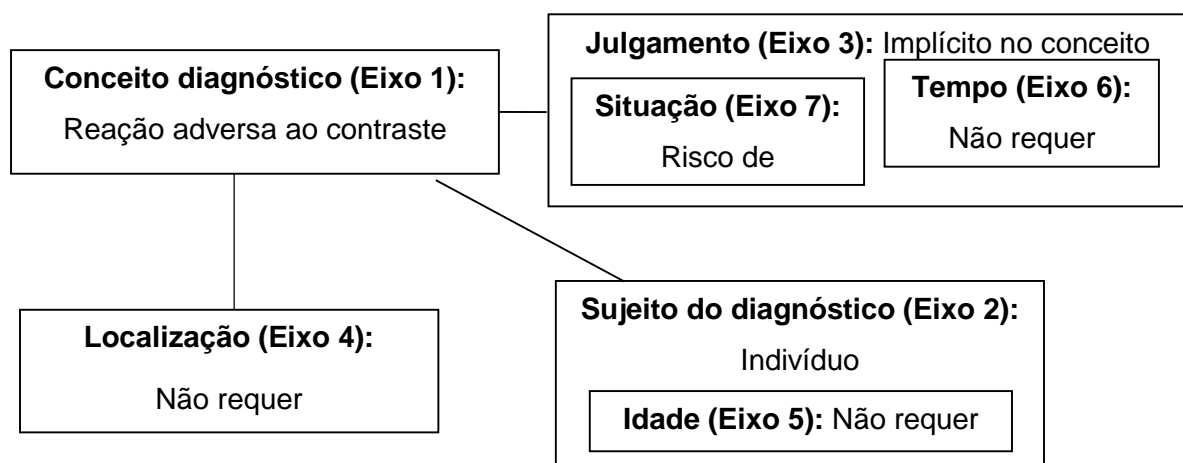 Conceito diagnóstico (Eixo 1):
Reação adversa ao contraste
Julgamento (Eixo 3): Implícito no conceito
Situação (Eixo 7):
Risco de
Tempo (Eixo 6):
Não requer
Localização (Eixo 4):
Não requer
Sujeito do diagnóstico (Eixo 2):
Indivíduo
Idade (Eixo 5): Não requer